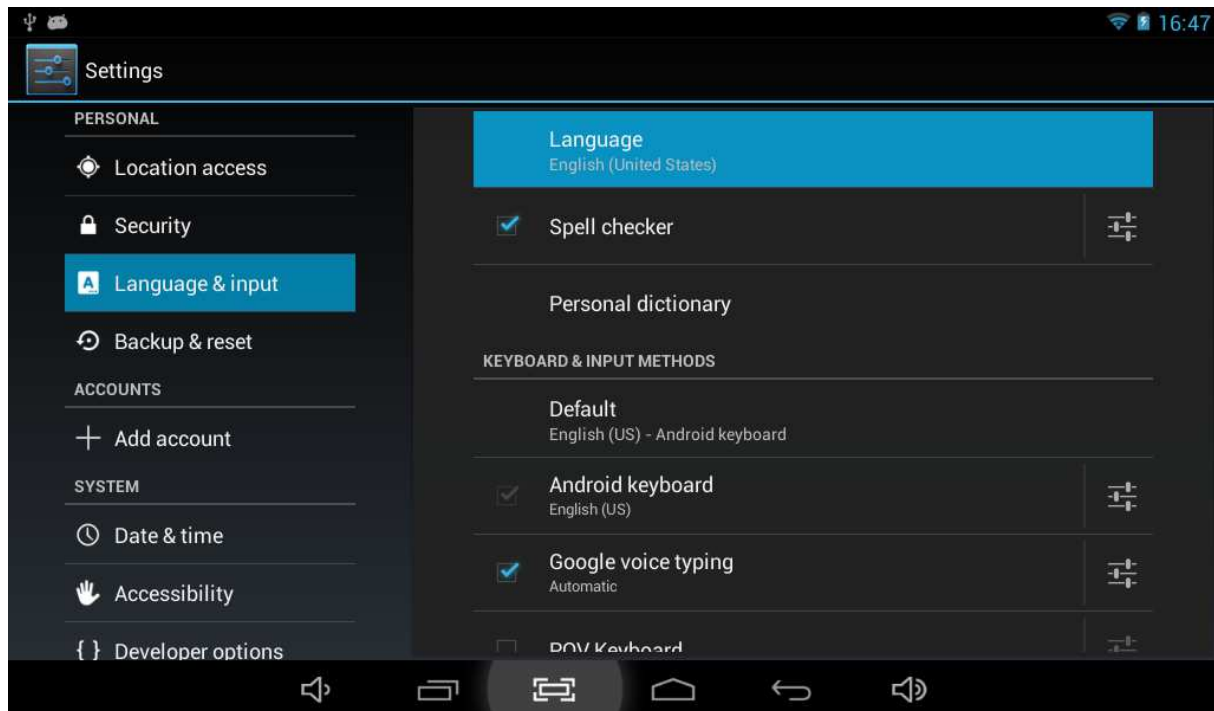 16:47
Settings
PERSONAL
Location access
Security
Language & input
Backup & reset
ACCOUNTS
Add account
SYSTEM
Date & time
Accessibility
{ } Developer options
Language
English (United States)
Spell checker
Personal dictionary
KEYBOARD & INPUT METHODS
Default
English (US) - Android keyboard
Android keyboard
English (US)
Google voice typing
Automatic
POV Keyboard